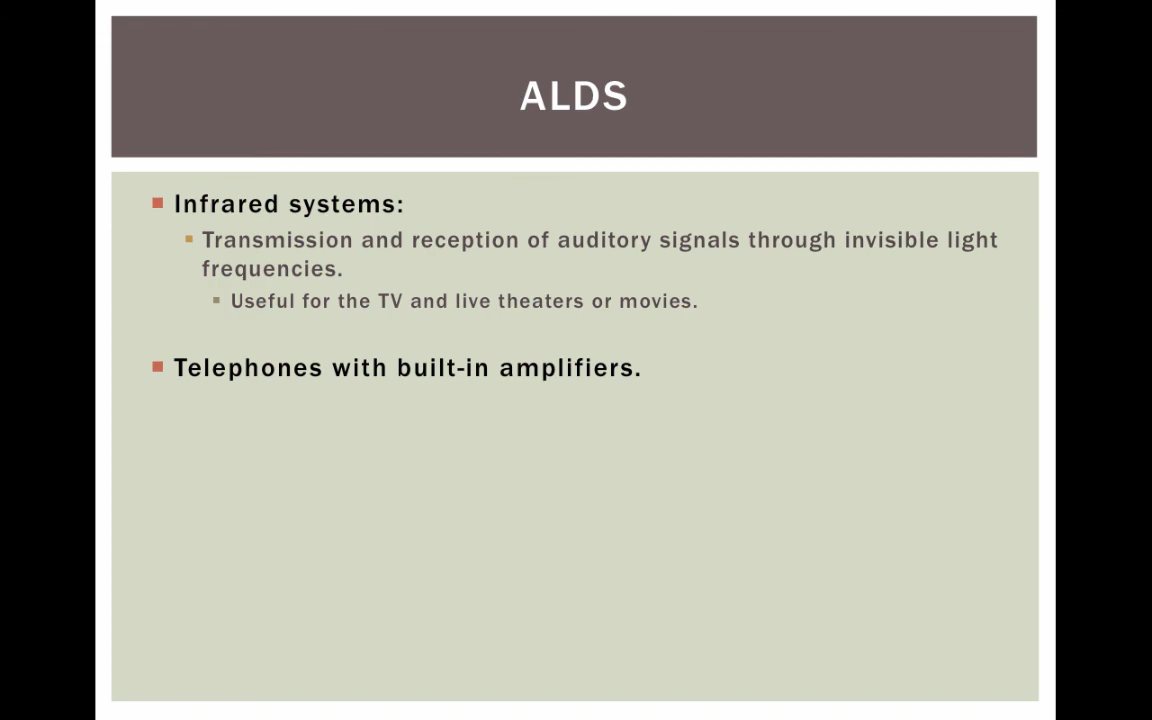 ALDS
Infrared systems:
Transmission and reception of auditory signals through invisible light
frequencies.
Useful for the TV and live theaters or movies.
Telephones with built-in amplifiers.